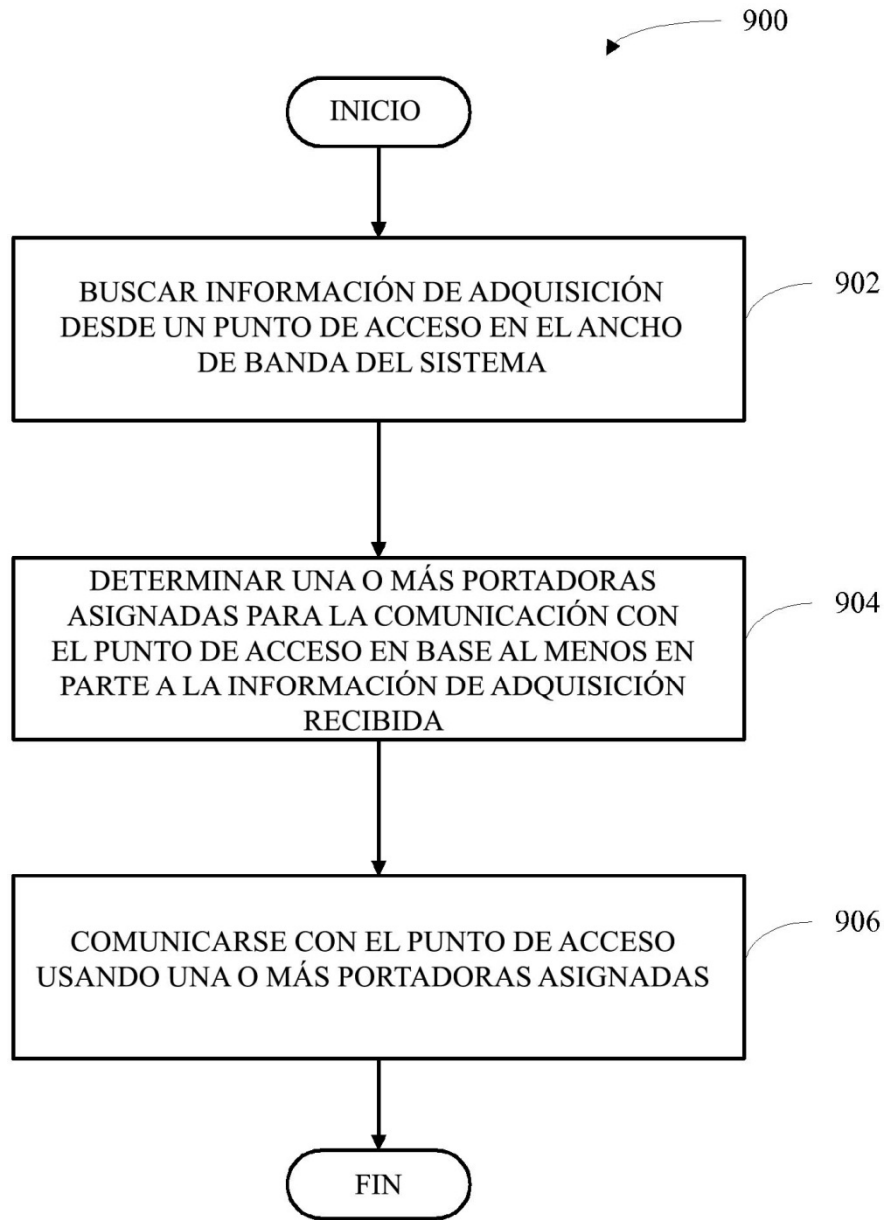 900
INICIO
BUSCAR INFORMACIÓN DE ADQUISICIÓN
DESDE UN PUNTO DE ACCESO EN EL ANCHO
DE BANDA DEL SISTEMA
902
DETERMINAR UNA O MÁS PORTADORAS
ASIGNADAS PARA LA COMUNICACIÓN CON
EL PUNTO DE ACCESO EN BASE AL MENOS EN
PARTE A LA INFORMACIÓN DE ADQUISICIÓN
RECIBIDA
904
COMUNICARSE CON EL PUNTO DE ACCESO
USANDO UNA O MÁS PORTADORAS ASIGNADAS
906
FIN